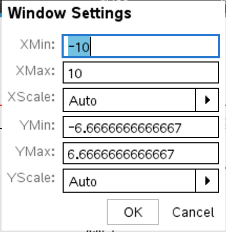 Window Settings
XMin: -10
XMax: 10
XScale: Auto
YMin: -6.6666666666667
YMax: 6.6666666666667
YScale: Auto
OK Cancel